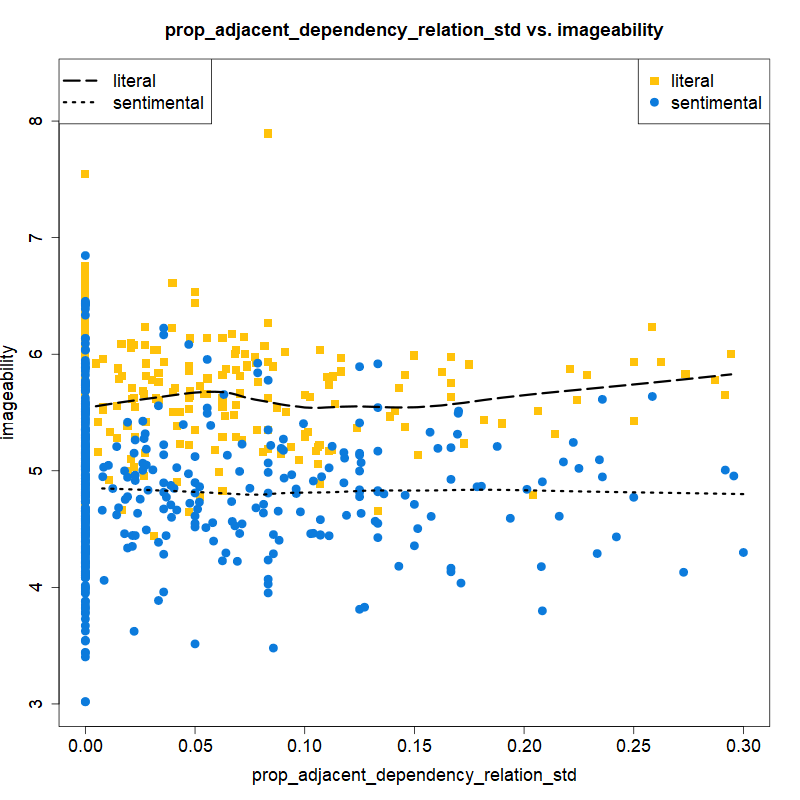 prop_adjacent_dependency_relation_std vs. imageability
literal
sentimental
literal
sentimental
imageability
8
7
6
5
4
3
0.00 0.05 0.10 0.15 0.20 0.25 0.30
prop_adjacent_dependency_relation_std